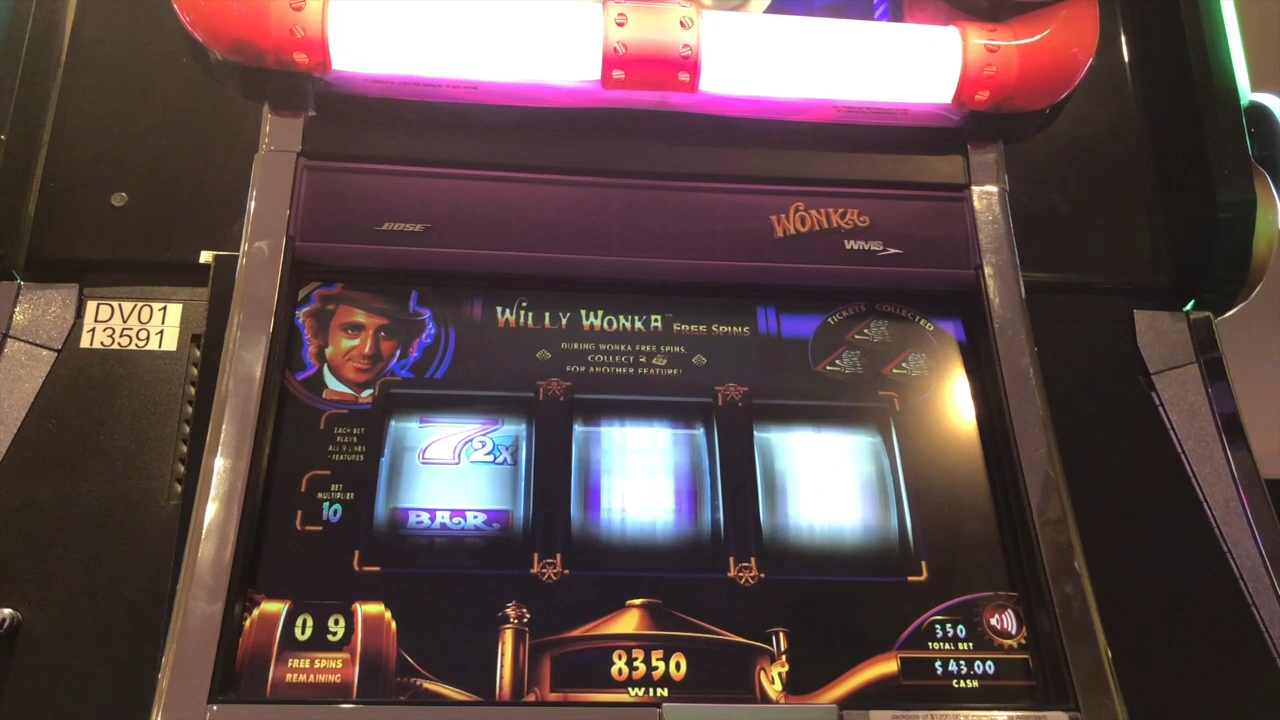 BOSE
WONKA
WMS
DV01
13591
WILLY WONKA™ FREE SPINS
TICKETS COLLECTED
DURING WONKA FREE SPINS,
COLLECT 3
FOR ANOTHER FEATURE!
EACH BET
PLAYS
ALL 9 LINES
+ FEATURES
BET
MULTIPLIER
10
7 2X
BAR
09
FREE SPINS
REMAINING
8350
WIN
350
TOTAL BET
$43.00
CASH